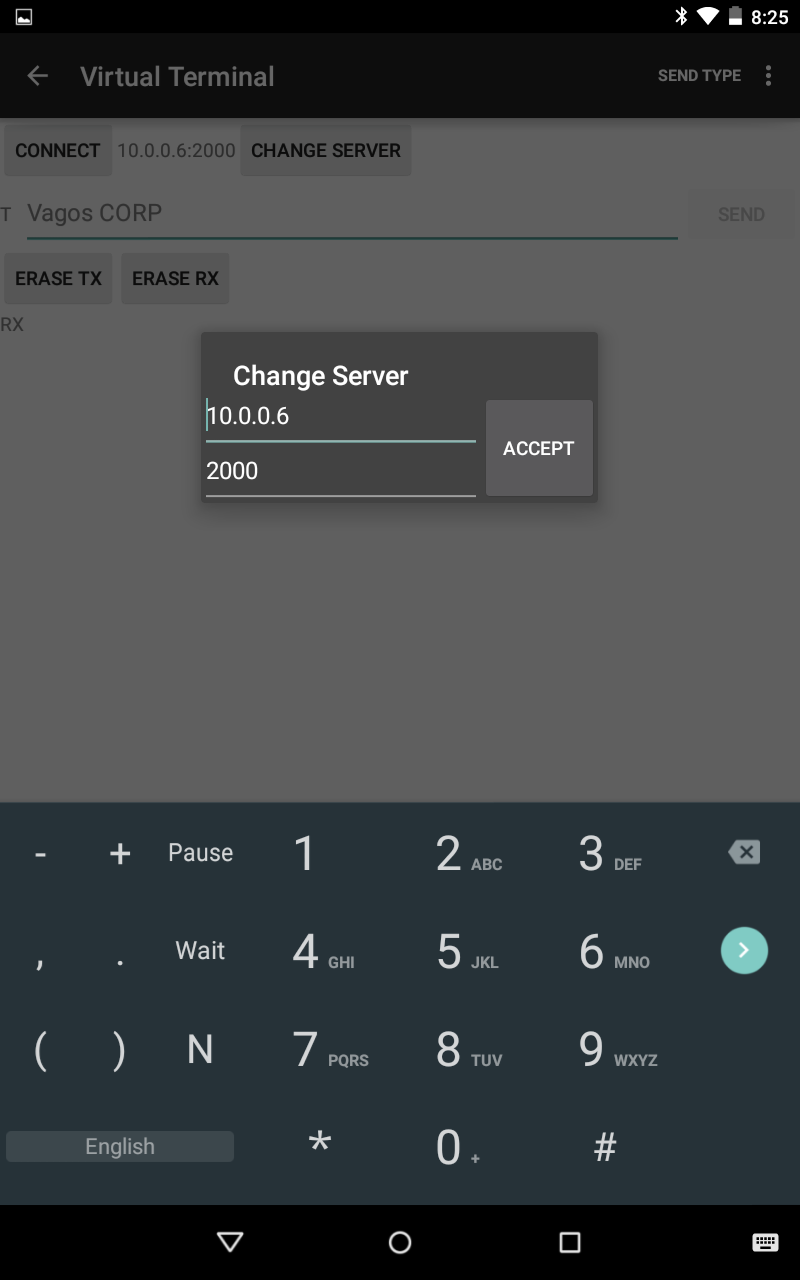 8:25
Virtual Terminal SEND TYPE
CONNECT 10.0.0.6:2000 CHANGE SERVER
T Vagos CORP SEND
ERASE TX ERASE RX
RX
Change Server
10.0.0.6
2000
ACCEPT
- + Pause 1 2 ABC 3 DEF
, . Wait 4 GHI 5 JKL 6 MNO
( ) N 7 PQRS 8 TUV 9 WXYZ
English * 0 + #